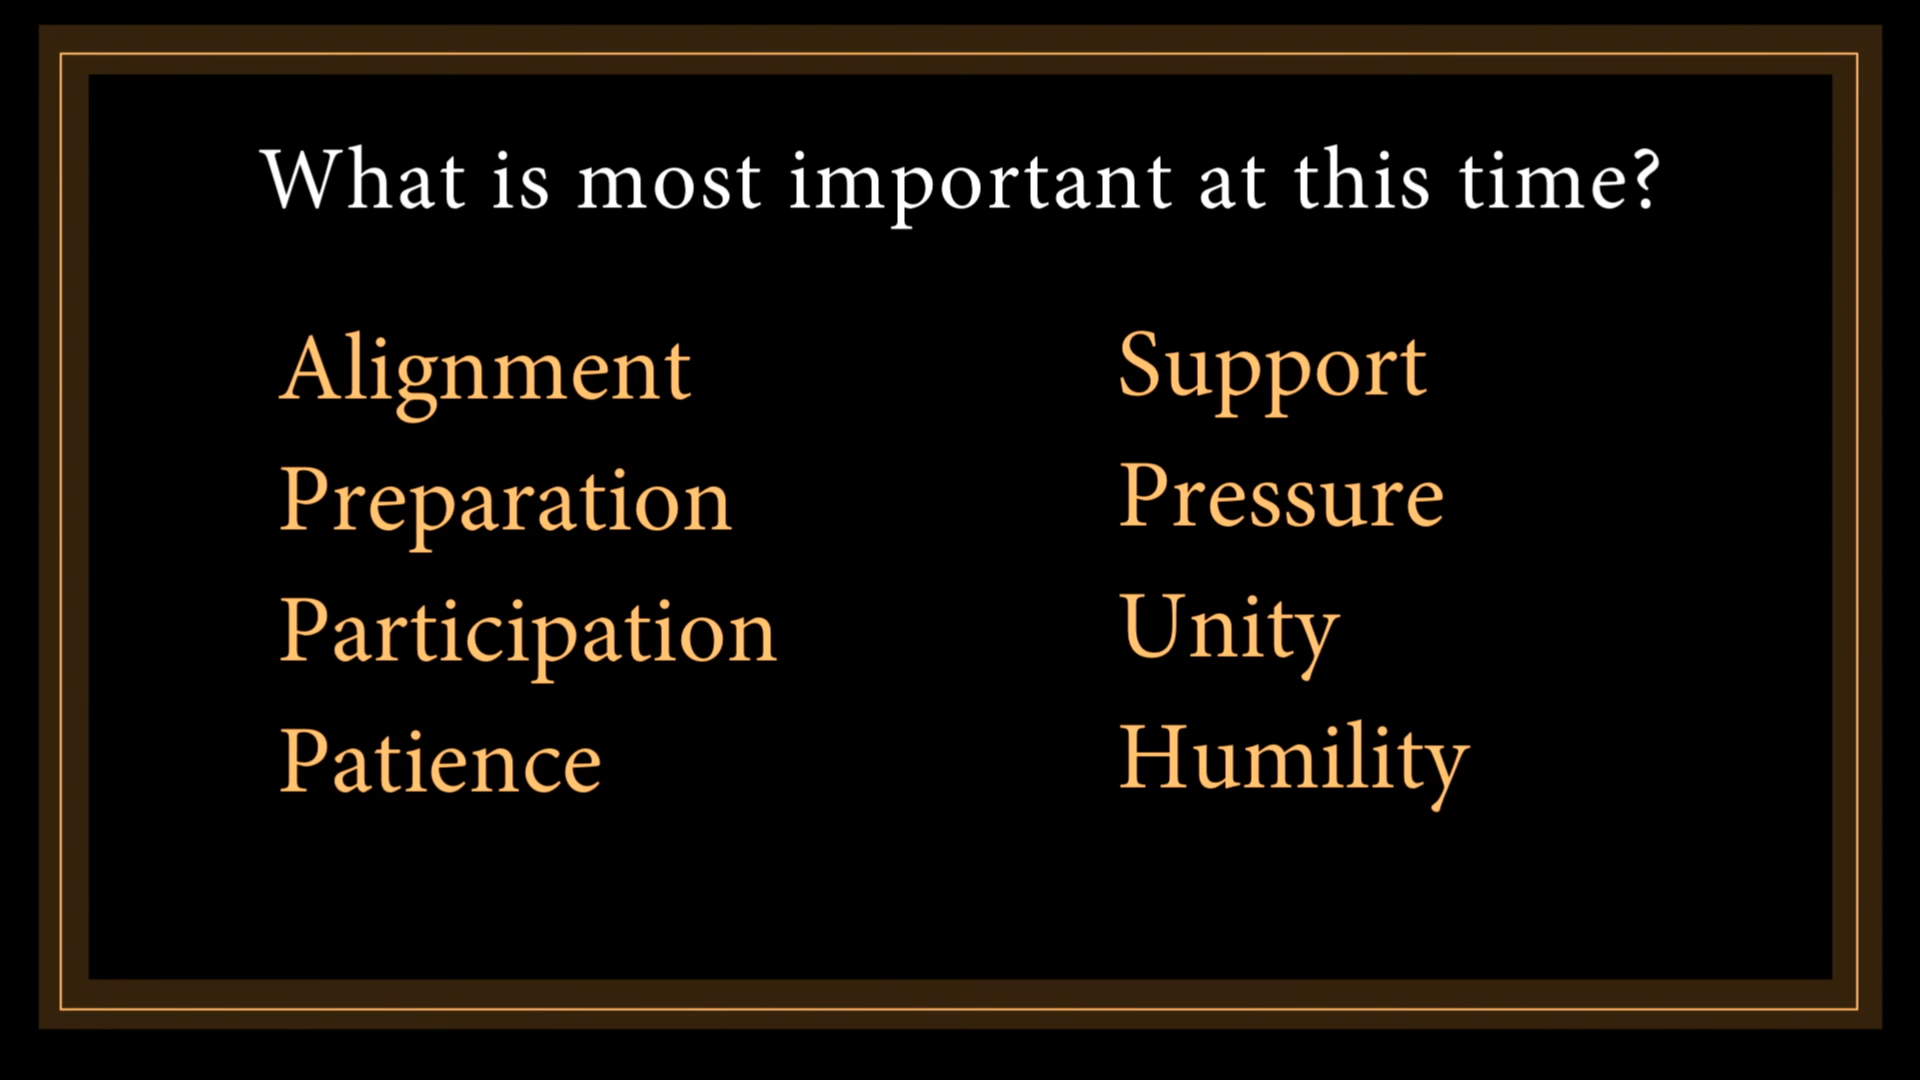 What is most important at this time?
Alignment
Preparation
Participation
Patience
Support
Pressure
Unity
Humility